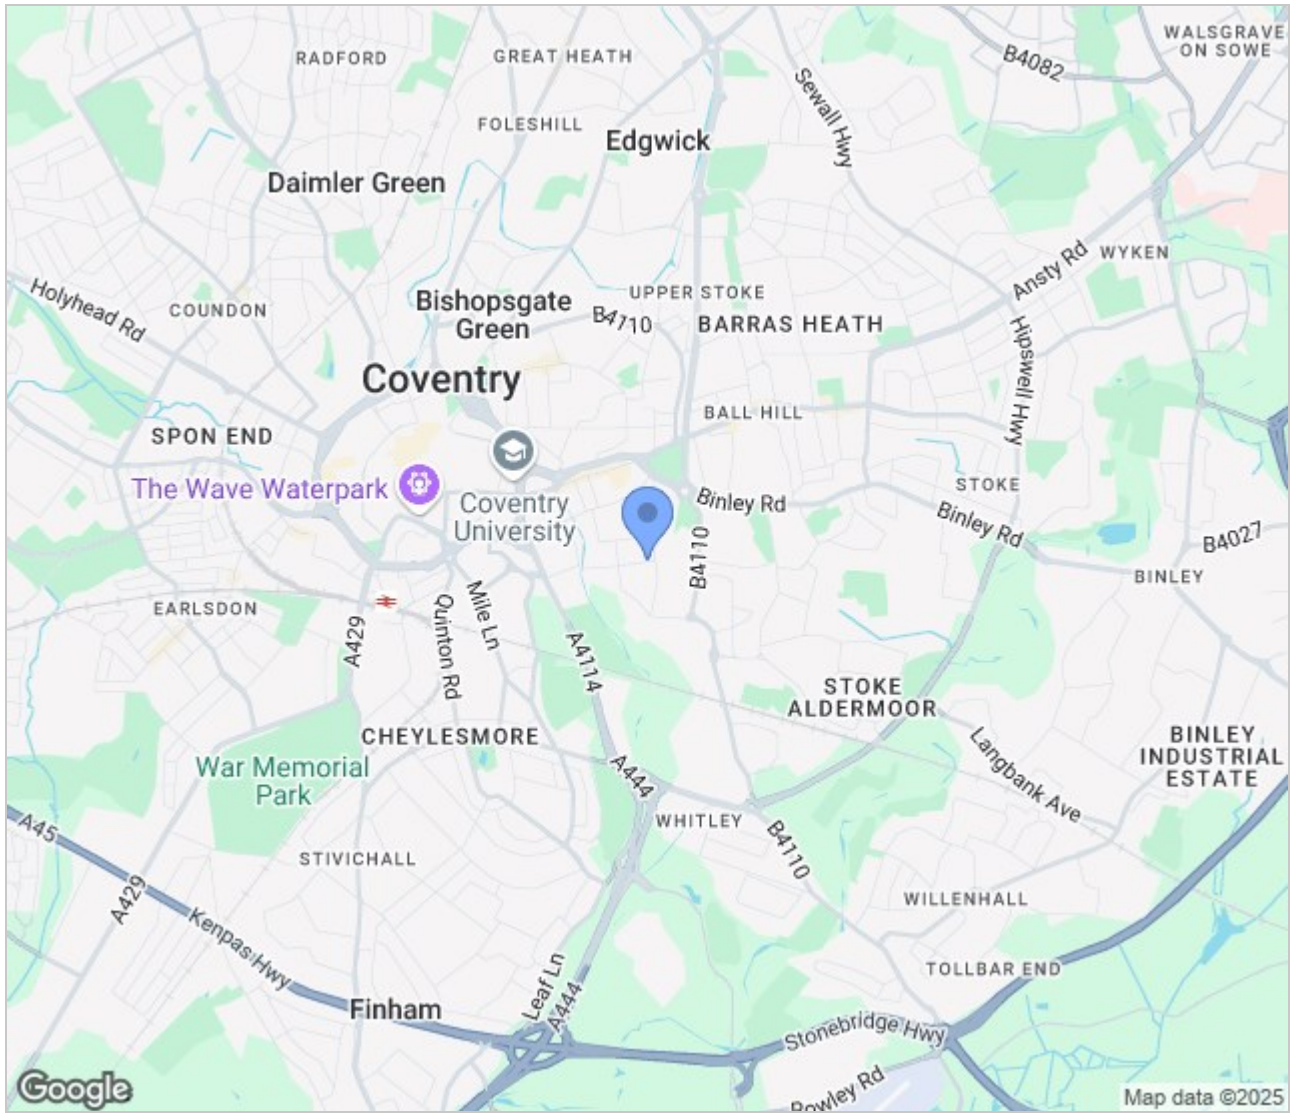 WALSGRAVE
ON SOWE
RADFORD
GREAT HEATH
B4082
Sewall Hwy
FOLESHILL
Edgwick
Daimler Green
WYKEN
Ansty Rd
Holyhead Rd
COUNDON
Bishopsgate
Green
UPPER STOKE
B4110
BARRAS HEATH
Hipswell Hwy
Coventry
BALL HILL
SPON END
The Wave Waterpark
Coventry
University
Binley Rd
STOKE
Binley Rd
B4027
B4110
BINLEY
EARLSDON
A429
Quinton Rd
Mile Ln
A4114
STOKE
ALDERMOOR
CHEYLESMORE
Langbank Ave
BINLEY
INDUSTRIAL
ESTATE
War Memorial
Park
A444
WHITLEY
B4110
A45
STIVICHALL
A429
WILLENHALL
Kenpas Hwy
TOLLBAR END
Leaf Ln
Finham
A444
Stonebridge Hwy
Rowley Rd
Google
Map data ©2025